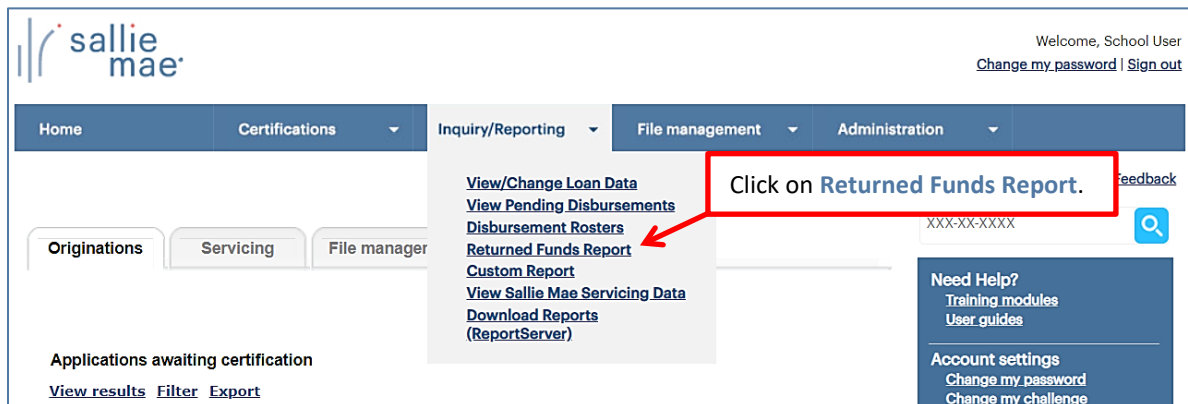 sallie
mae
Welcome, School User
Change my password | Sign out
Home
Certifications
Inquiry/Reporting
File management
Administration
View/Change Loan Data
View Pending Disbursements
Disbursement Rosters
Returned Funds Report
Custom Report
View Sallie Mae Servicing Data
Download Reports
(ReportServer)
Click on Returned Funds Report.
Feedback
XXX-XX-XXXX
Originations
Servicing
File manager
Need Help?
Training modules
User guides
Account settings
Change my password
Change my challenge
Applications awaiting certification
View results Filter Export